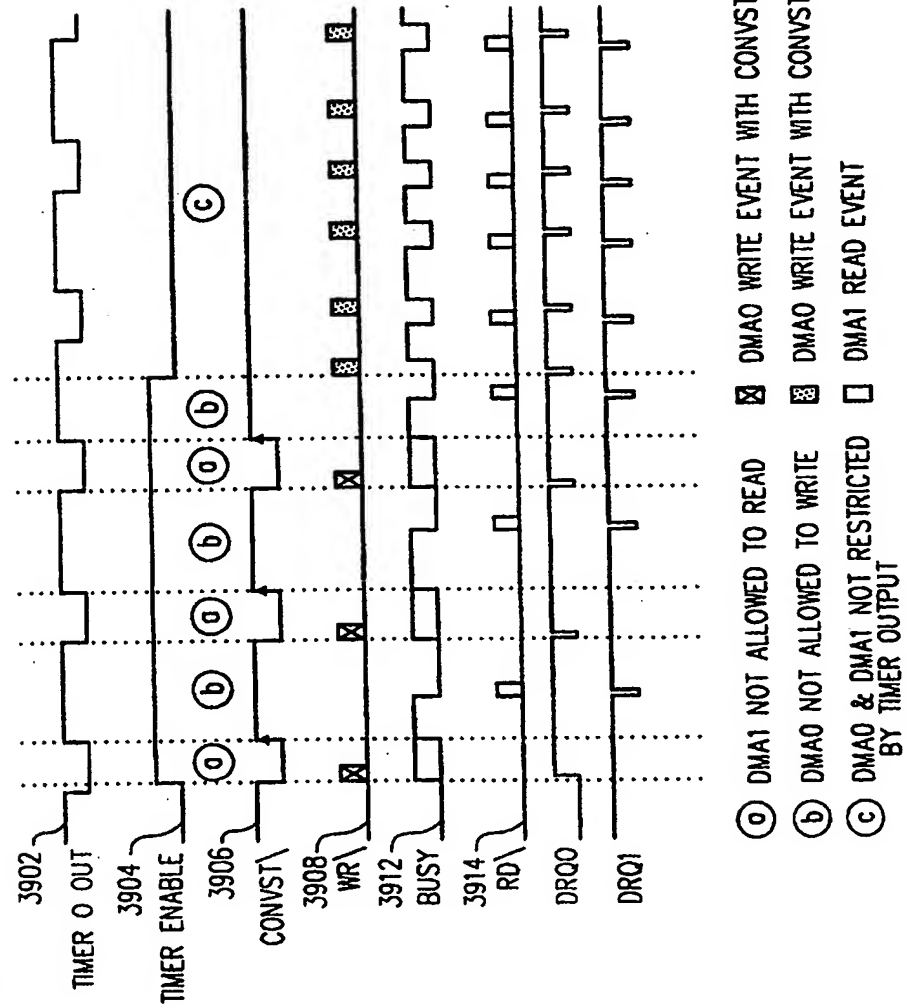 3902
TIMER 0 OUT
3904
TIMER ENABLE
3906
CONVST\
3908
WR\
3912
BUSY
3914
RD\
DRQ0
DRQ1
a
b
a
b
a
b
c
a DMA1 NOT ALLOWED TO READ
b DMA0 NOT ALLOWED TO WRITE
c DMA0 & DMA1 NOT RESTRICTED
BY TIMER OUTPUT
DMA0 WRITE EVENT WITH CONVST
DMA0 WRITE EVENT WITH CONVST
DMA1 READ EVENT